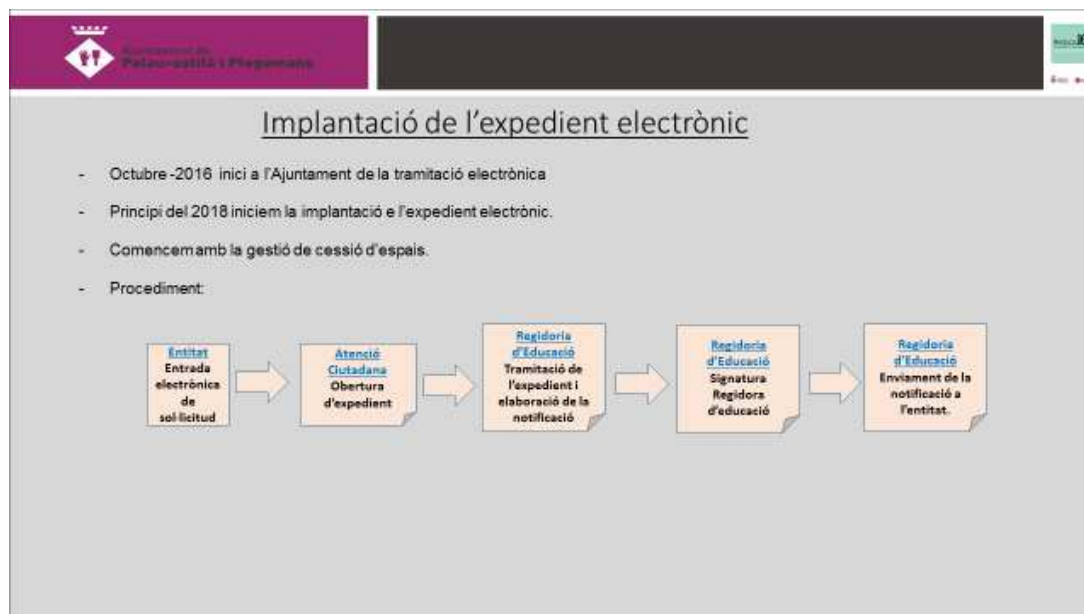 Ajuntament de
Palau-solità i Plegamans
Implantació de l'expedient electrònic
- Octubre -2016 inici a l'Ajuntament de la tramitació electrònica
- Principi del 2018 iniciem la implantació e l'expedient electrònic.
- Comencem amb la gestió de cessió d'espais.
- Procediment:
Entitat
Entrada
electrònica
de
sol·licitud
Atenció
Ciutadana
Obertura
d'expedient
Regidoria
d'Educació
Tramitació de
l'expedient i
elaboració de la
notificació
Regidoria
d'Educació
Signatura
Regidora
d'educació
Regidoria
d'Educació
Enviament de la
notificació a
l'entitat.